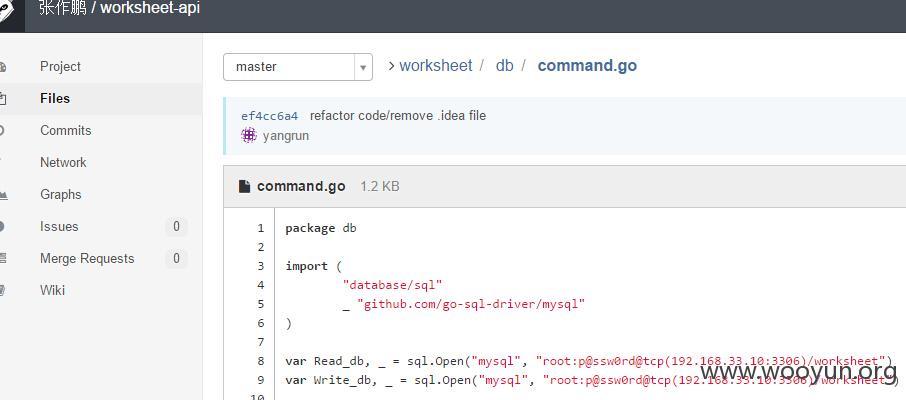 张作鹏 / worksheet-api
Project
Files
Commits
Network
Graphs
Issues 0
Merge Requests 0
Wiki
master
worksheet / db / command.go
ef4cc6a4 refactor code/remove .idea file
yangrun
command.go 1.2 KB
1 package db
2
3 import (
4 "database/sql"
5 _ "github.com/go-sql-driver/mysql"
6 )
7
8 var Read_db, _ = sql.Open("mysql", "root:p@ssw0rd@tcp(192.168.33.10:3306)/worksheet")
9 var Write_db, _ = sql.Open("mysql", "root:p@ssw0rd@tcp(192.168.33.10:3306)/worksheet")
10
www.wooyun.org